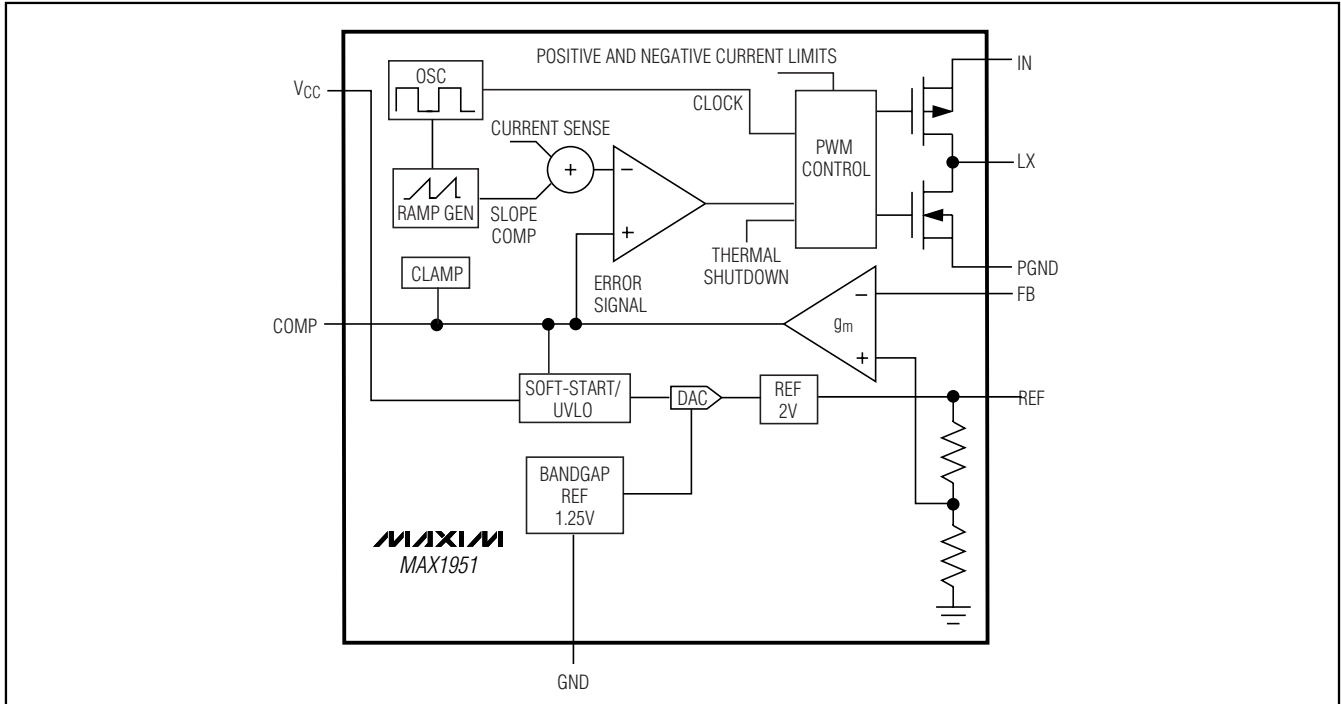 POSITIVE AND NEGATIVE CURRENT LIMITS
IN
OSC
VCC
CLOCK
CURRENT SENSE
PWM
CONTROL
+
−
LX
RAMP GEN
SLOPE
COMP
+
THERMAL
SHUTDOWN
PGND
CLAMP
ERROR
SIGNAL
−
FB
COMP
gm
+
SOFT-START/
UVLO
DAC
REF
2V
REF
BANDGAP
REF
1.25V
MAXIM
MAX1951
GND